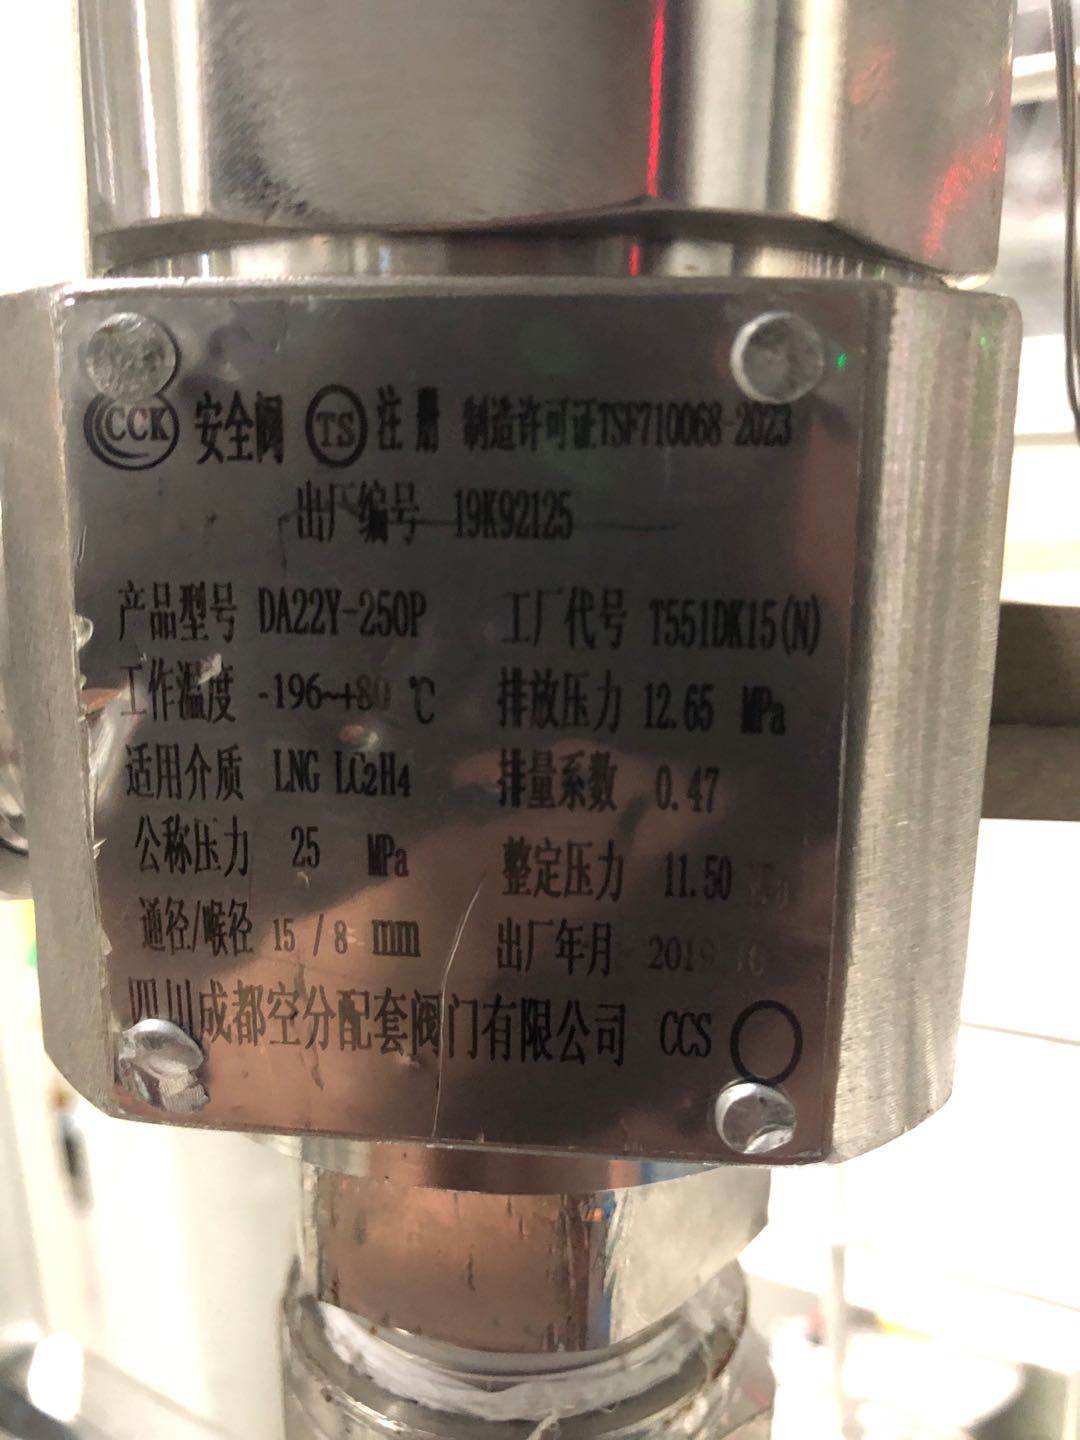 CCK 安全阀 TS 注册 制造许可证TSF710068-2023
出厂编号 19K92125
产品型号 DA22Y-250P 工厂代号 T551DK15(N)
工作温度 -196~+80 ℃ 排放压力 12.65 MPa
适用介质 LNG LC2H4 排量系数 0.47
公称压力 25 MPa 整定压力 11.50 MPa
通径/喉径 15 / 8 mm 出厂年月 2019 10
四川成都空分配套阀门有限公司 CCS